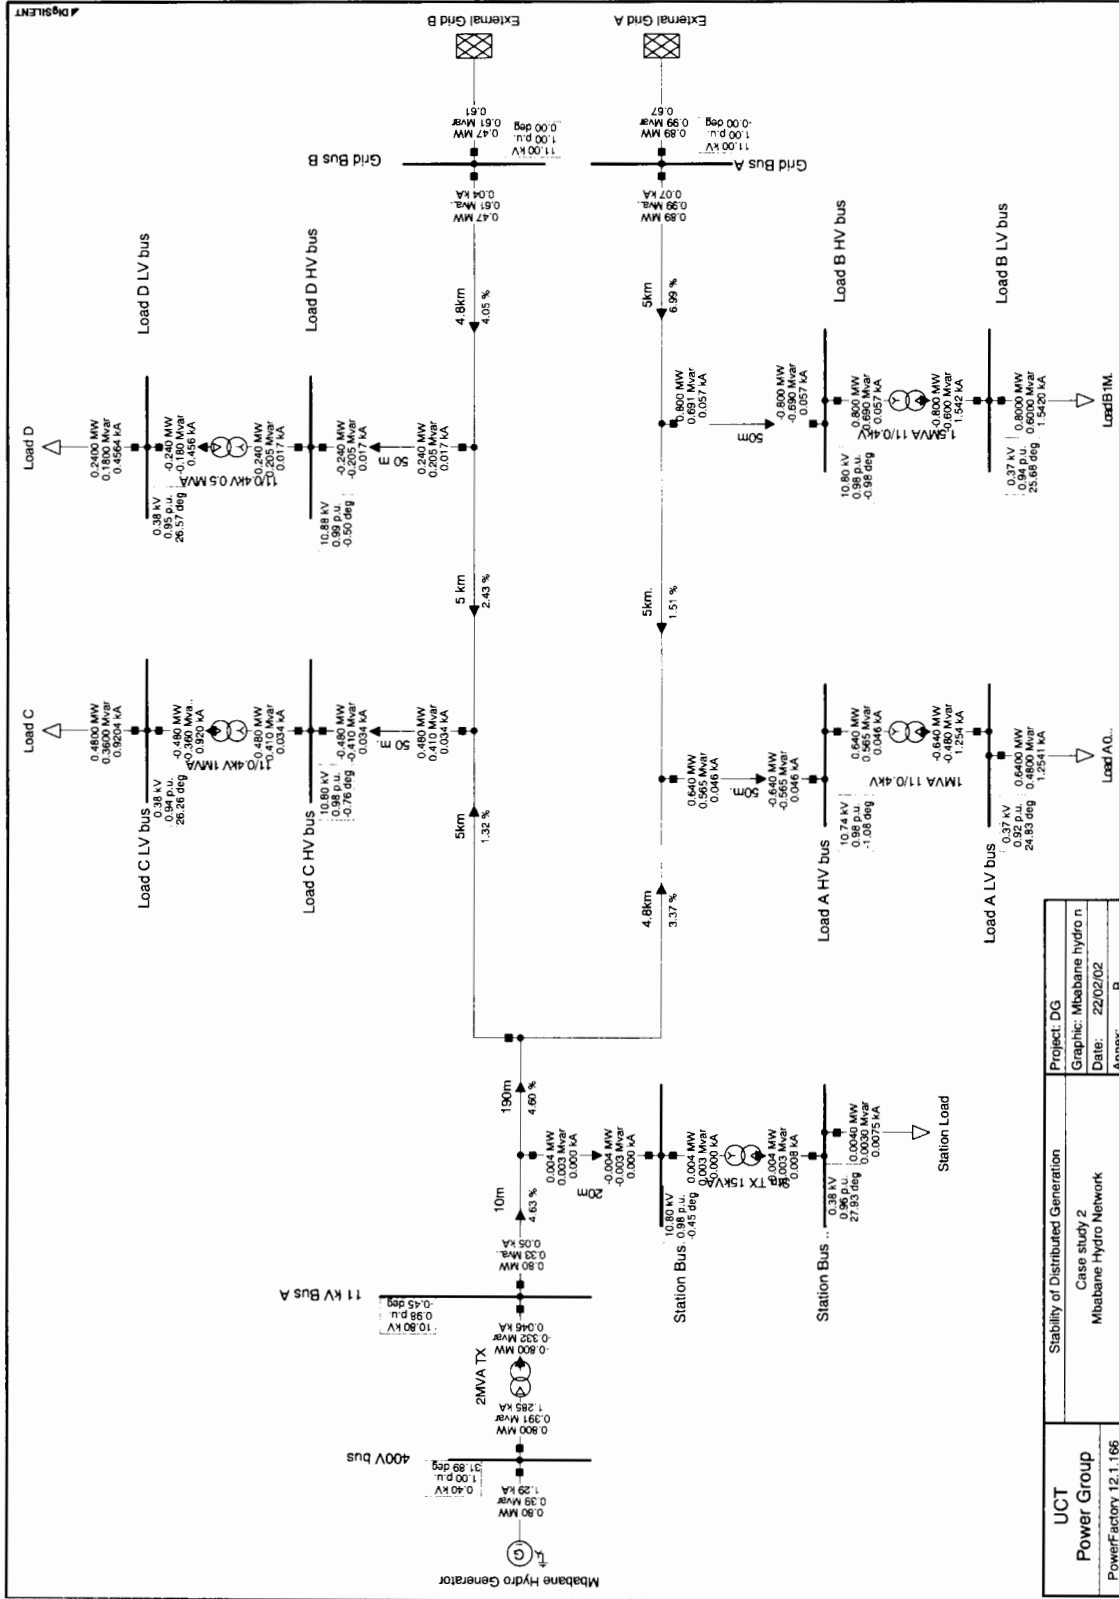 DIgSILENT
External Grid B
0.61
0.61 Mvar
0.47 MW
11.00 kV
1.00 p.u.
0.00 deg
Grid Bus B
0.47 MW
0.61 Mva..
0.04 kA
4.8km
4.05 %
External Grid A
0.67
0.99 Mvar
0.89 MW
11.00 kV
1.00 p.u.
-0.00 deg
Grid Bus A
0.89 MW
0.99 Mva..
0.07 kA
5km
6.99 %
Load D
0.2400 MW
0.1800 Mvar
0.4564 kA
Load D LV bus
0.38 kV
0.95 p.u.
26.57 deg
-0.240 MW
-0.180 Mvar
0.456 kA
11/0.4kV 0.5 MVA
0.240 MW
0.205 Mvar
0.017 kA
Load D HV bus
10.88 kV
0.99 p.u.
-0.50 deg
-0.240 MW
-0.205 Mvar
0.017 kA
50 m
0.240 MW
0.205 Mvar
0.017 kA
5 km
2.43 %
Load C
0.4800 MW
0.3600 Mvar
0.9204 kA
Load C LV bus
0.38 kV
0.94 p.u.
26.26 deg
-0.480 MW
-0.360 Mva..
0.920 kA
11/0.4kV 1MVA
0.480 MW
0.410 Mvar
0.034 kA
Load C HV bus
10.80 kV
0.98 p.u.
-0.76 deg
-0.480 MW
-0.410 Mvar
0.034 kA
50 m.
0.480 MW
0.410 Mvar
0.034 kA
5km
1.32 %
0.800 MW
0.691 Mvar
0.057 kA
50m
-0.800 MW
-0.690 Mvar
0.057 kA
Load B HV bus
10.80 kV
0.98 p.u.
-0.98 deg
0.800 MW
0.690 Mvar
0.057 kA
1.5MVA 11/0.4kV
-0.800 MW
-0.600 Mvar
1.542 kA
Load B LV bus
0.37 kV
0.94 p.u.
25.68 deg
0.8000 MW
0.6000 Mvar
1.5420 kA
LoadB1M.
5km.
1.51 %
0.640 MW
0.565 Mvar
0.046 kA
50m.
-0.640 MW
-0.565 Mvar
0.046 kA
Load A HV bus
10.74 kV
0.98 p.u.
-1.08 deg
0.640 MW
0.565 Mvar
0.046 kA
1MVA 11/0.4kV
-0.640 MW
-0.480 Mvar
1.254 kA
Load A LV bus
0.37 kV
0.92 p.u.
24.83 deg
0.6400 MW
0.4800 Mvar
1.2541 kA
Load A 0...
4.8km
3.37 %
190m
4.60 %
10m
4.63 %
0.004 MW
0.003 Mvar
0.000 kA
20m
-0.004 MW
-0.003 Mvar
0.000 kA
Station Bus.
10.80 kV
0.98 p.u.
-0.45 deg
0.004 MW
0.003 Mvar
0.000 kA
TX 15kVA
0.004 MW
0.003 Mvar
0.008 kA
Station Bus ..
0.38 kV
0.96 p.u.
27.93 deg
0.0040 MW
0.0030 Mvar
0.0075 kA
Station Load
11 kV Bus A
10.80 kV
0.98 p.u.
-0.45 deg
0.80 MW
0.33 Mva..
0.05 kA
-0.800 MW
-0.332 Mvar
0.046 kA
2MVA TX
0.800 MW
0.391 Mvar
1.285 kA
400V bus
0.40 kV
1.00 p.u.
31.89 deg
0.80 MW
0.39 Mvar
1.29 kA
G
Mbabane Hydro Generator
UCT
Power Group
PowerFactory 12.1.166
Stability of Distributed Generation
Case study 2
Mbabane Hydro Network
Project: DG
Graphic: Mbabane hydro n
Date: 22/02/02
Annex: B